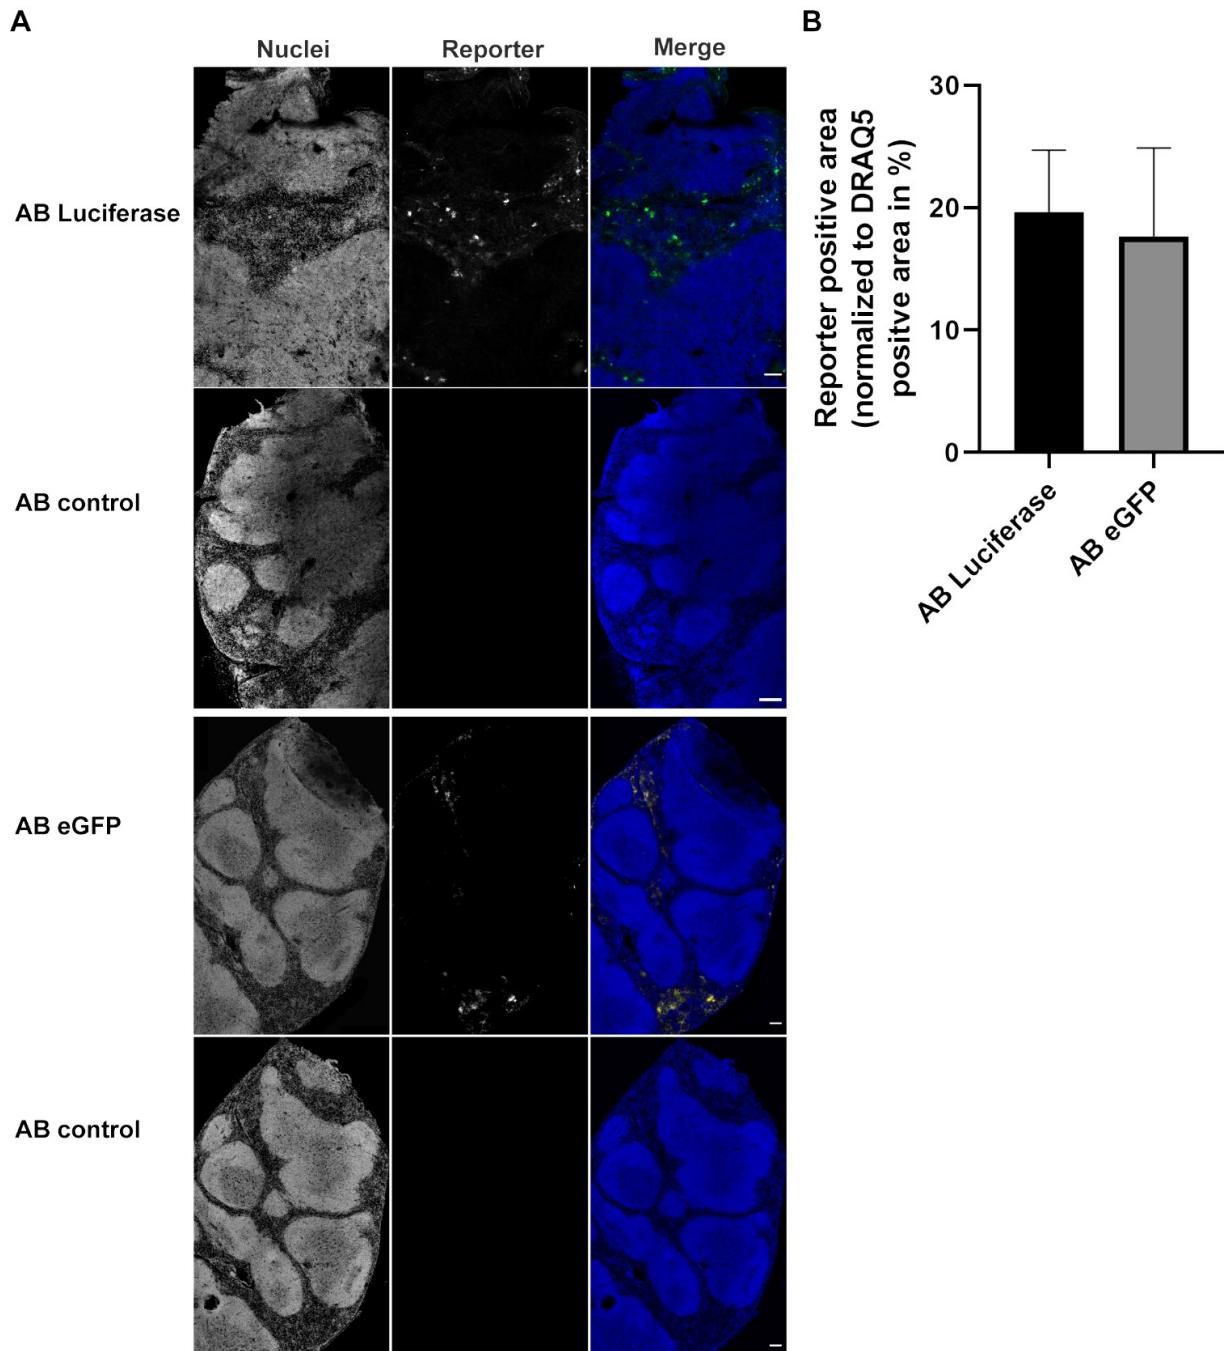 A
Nuclei
Reporter
Merge
AB Luciferase
AB control
AB eGFP
AB control
B
Reporter positive area
(normalized to DRAQ5
positve area in %)
30
20
10
0
AB Luciferase
AB eGFP